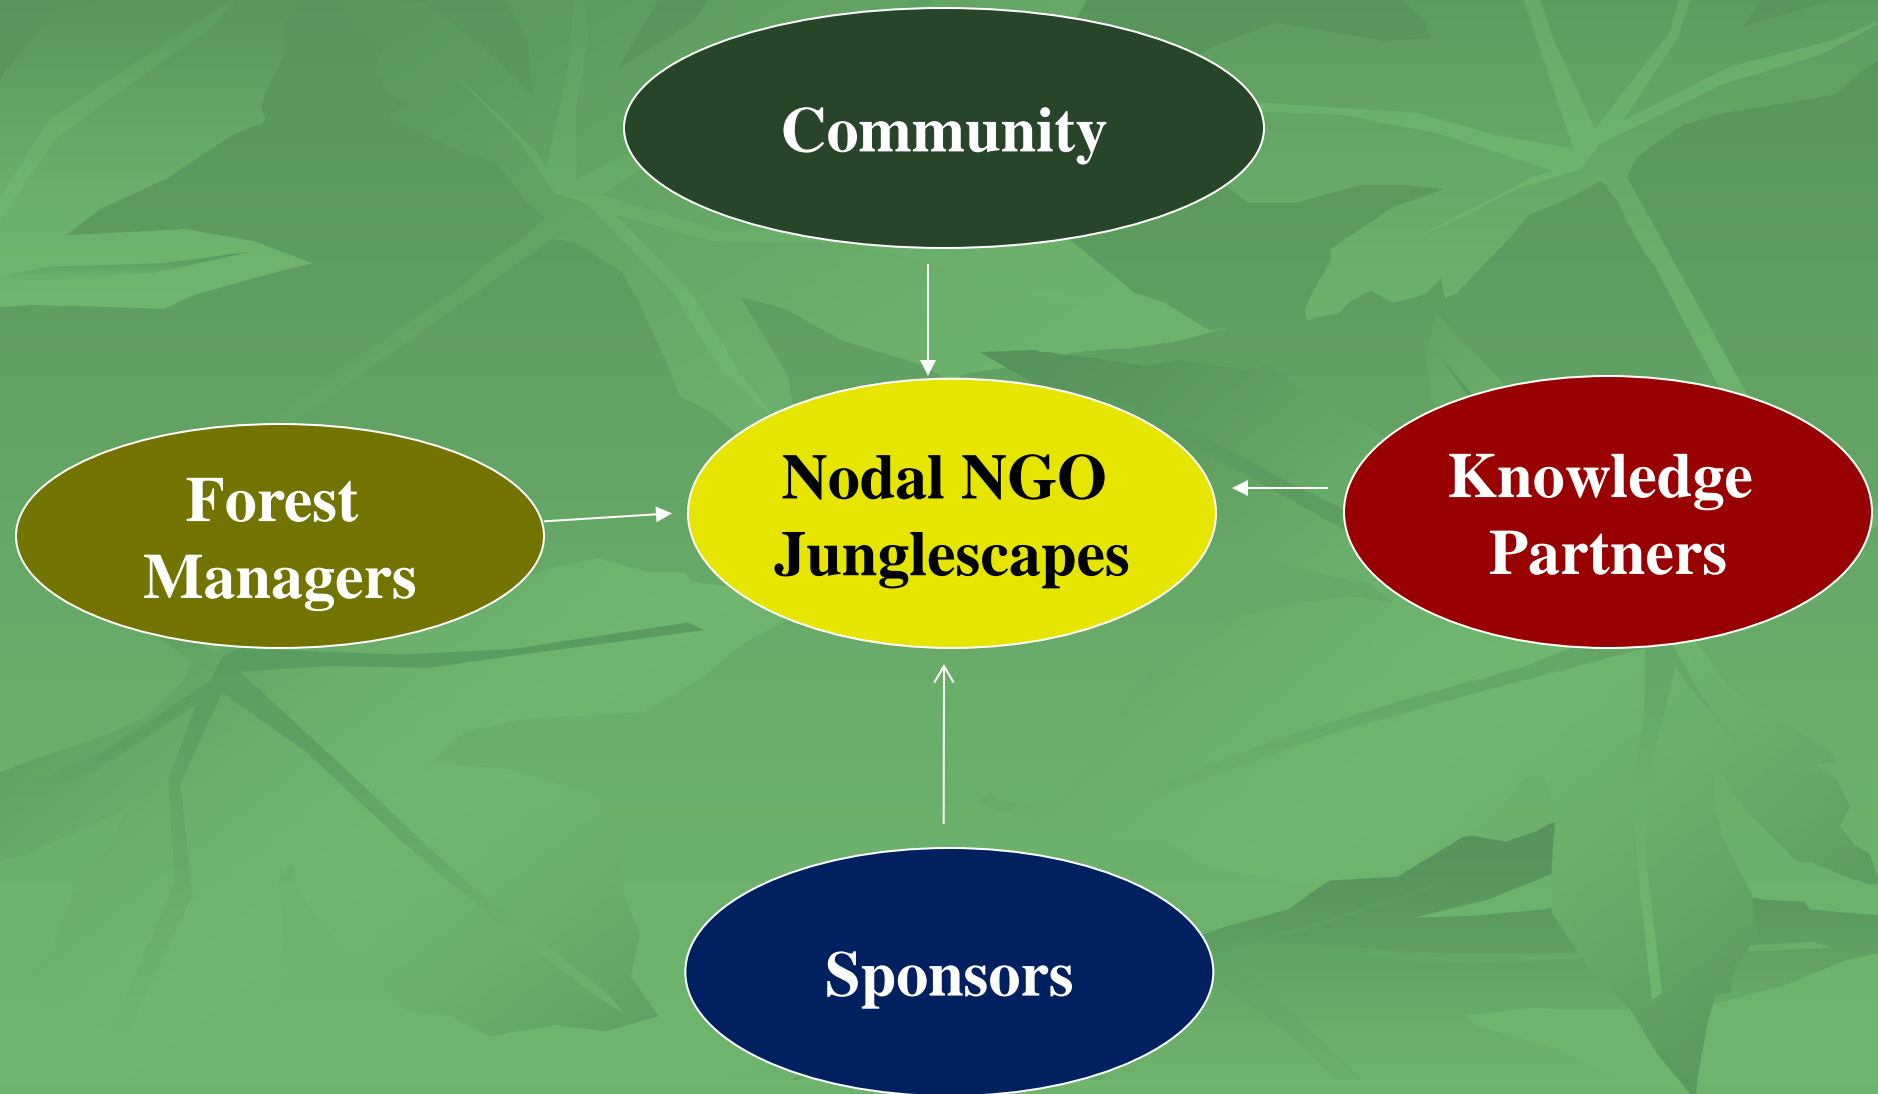 Community
Forest
Managers
Nodal NGO
Junglescapes
Knowledge
Partners
Sponsors